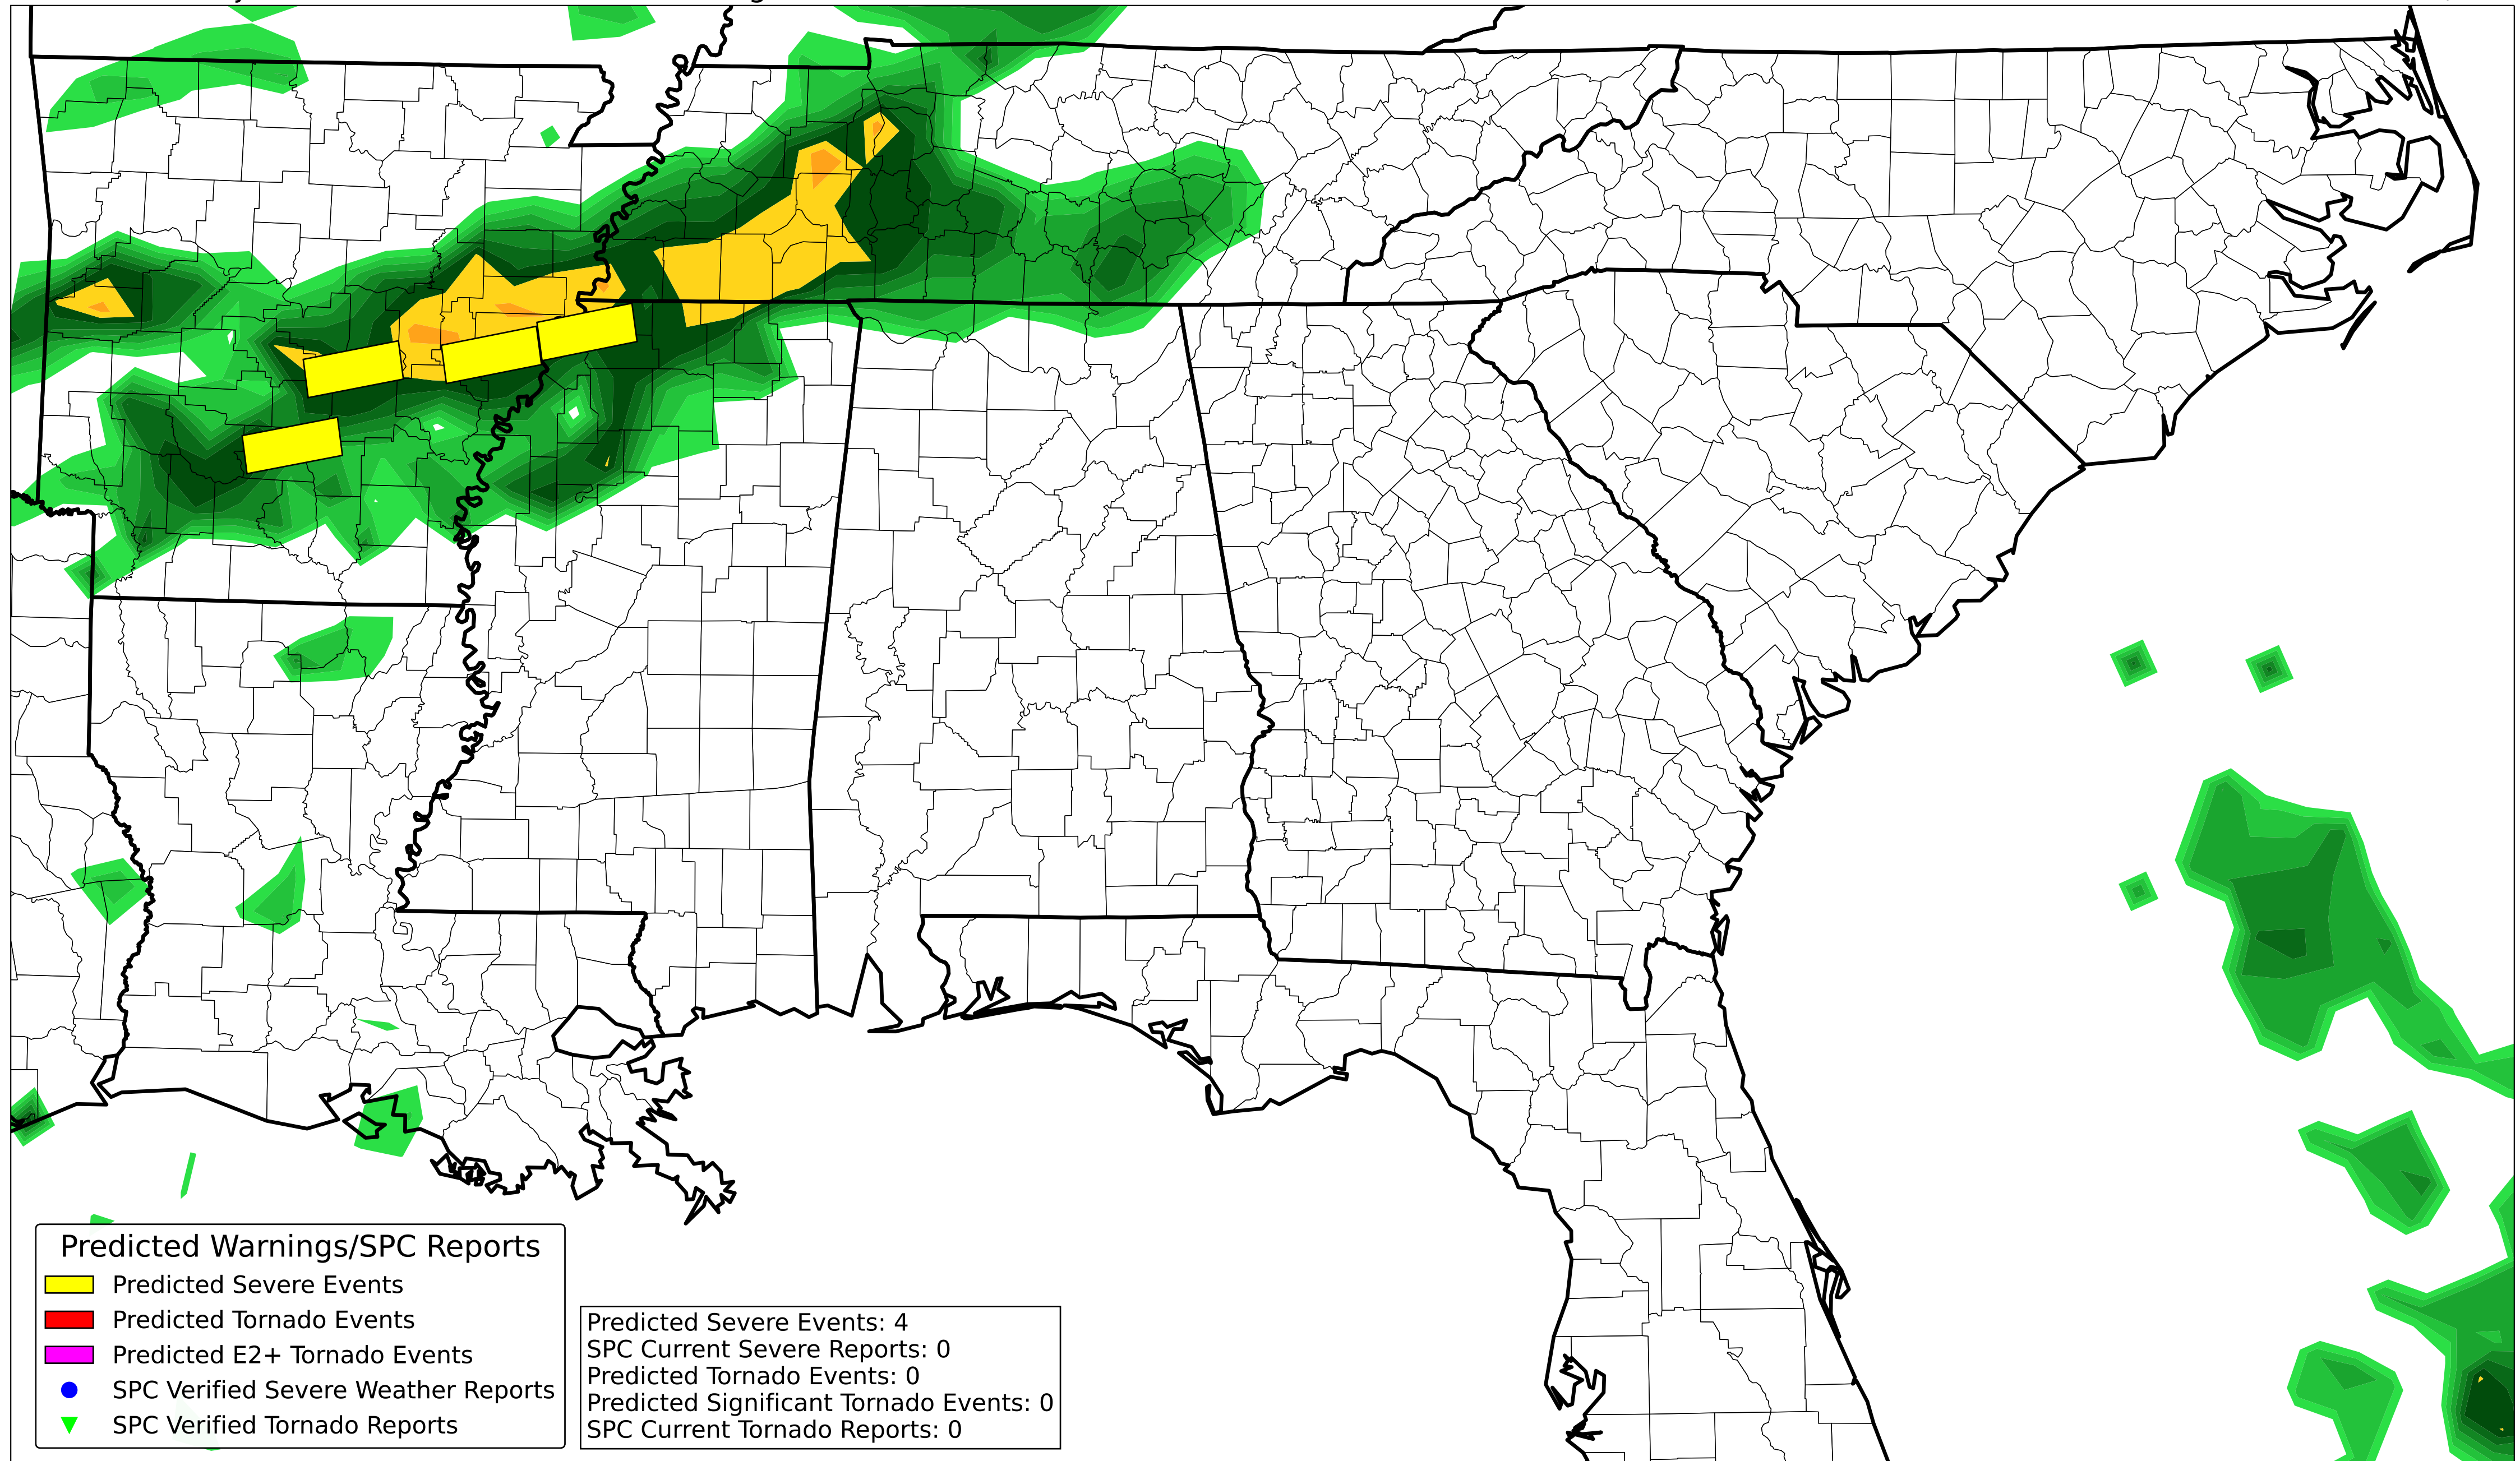 Predicted Warnings/SPC Reports
Predicted Severe Events
Predicted Tornado Events
Predicted E2+ Tornado Events
SPC Verified Severe Weather Reports
SPC Verified Tornado Reports
Predicted Severe Events: 4
SPC Current Severe Reports: 0
Predicted Tornado Events: 0
Predicted Significant Tornado Events: 0
SPC Current Tornado Reports: 0